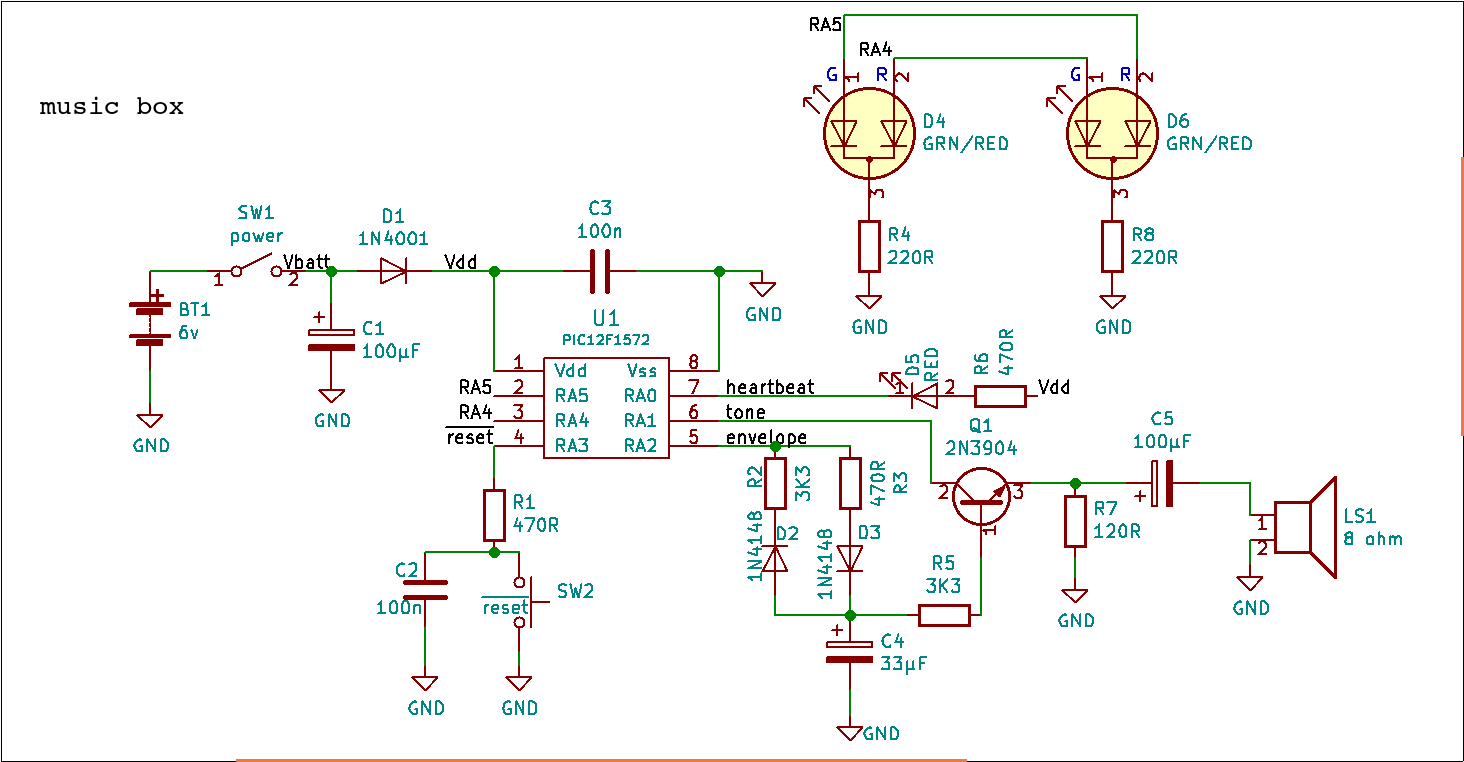 RA5
RA4
G 1 R 2
G 1 R 2
D4
GRN/RED
D6
GRN/RED
3
3
R4
220R
R8
220R
GND
GND
music box
SW1
power
1
2
Vbatt
D1
1N4001
Vdd
C3
100n
GND
+
BT1
6v
GND
+
C1
100µF
GND
U1
PIC12F1572
1 Vdd Vss 8
RA5 2 RA5 RA0 7 heartbeat
RA4 3 RA4 RA1 6 tone
reset 4 RA3 RA2 5 envelope
D5
RED
1
2
R6
470R
Vdd
R1
470R
C2
100n
reset
SW2
GND
GND
R2
3K3
470R
R3
1N4148
D2
1N4148
D3
R5
3K3
+
C4
33µF
GND
Q1
2N3904
2
3
1
R7
120R
GND
C5
100µF
+
1
2
LS1
8 ohm
GND